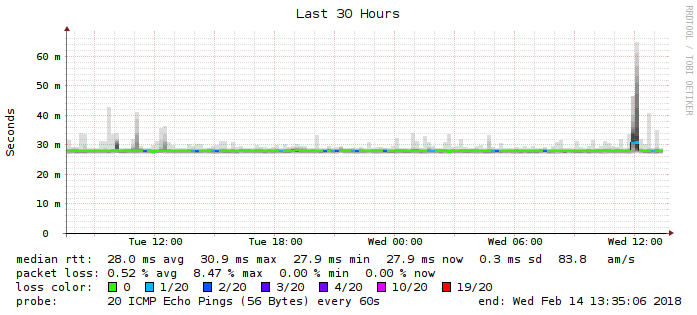 Last 30 Hours
RRDTOOL / TOBI OETIKER
Seconds
60 m
50 m
40 m
30 m
20 m
10 m
0
Tue 12:00 Tue 18:00 Wed 00:00 Wed 06:00 Wed 12:00
median rtt: 28.0 ms avg 30.9 ms max 27.9 ms min 27.9 ms now 0.3 ms sd 83.8 am/s
packet loss: 0.52 % avg 8.47 % max 0.00 % min 0.00 % now
loss color: 0 1/20 2/20 3/20 4/20 10/20 19/20
probe: 20 ICMP Echo Pings (56 Bytes) every 60s end: Wed Feb 14 13:35:06 2018